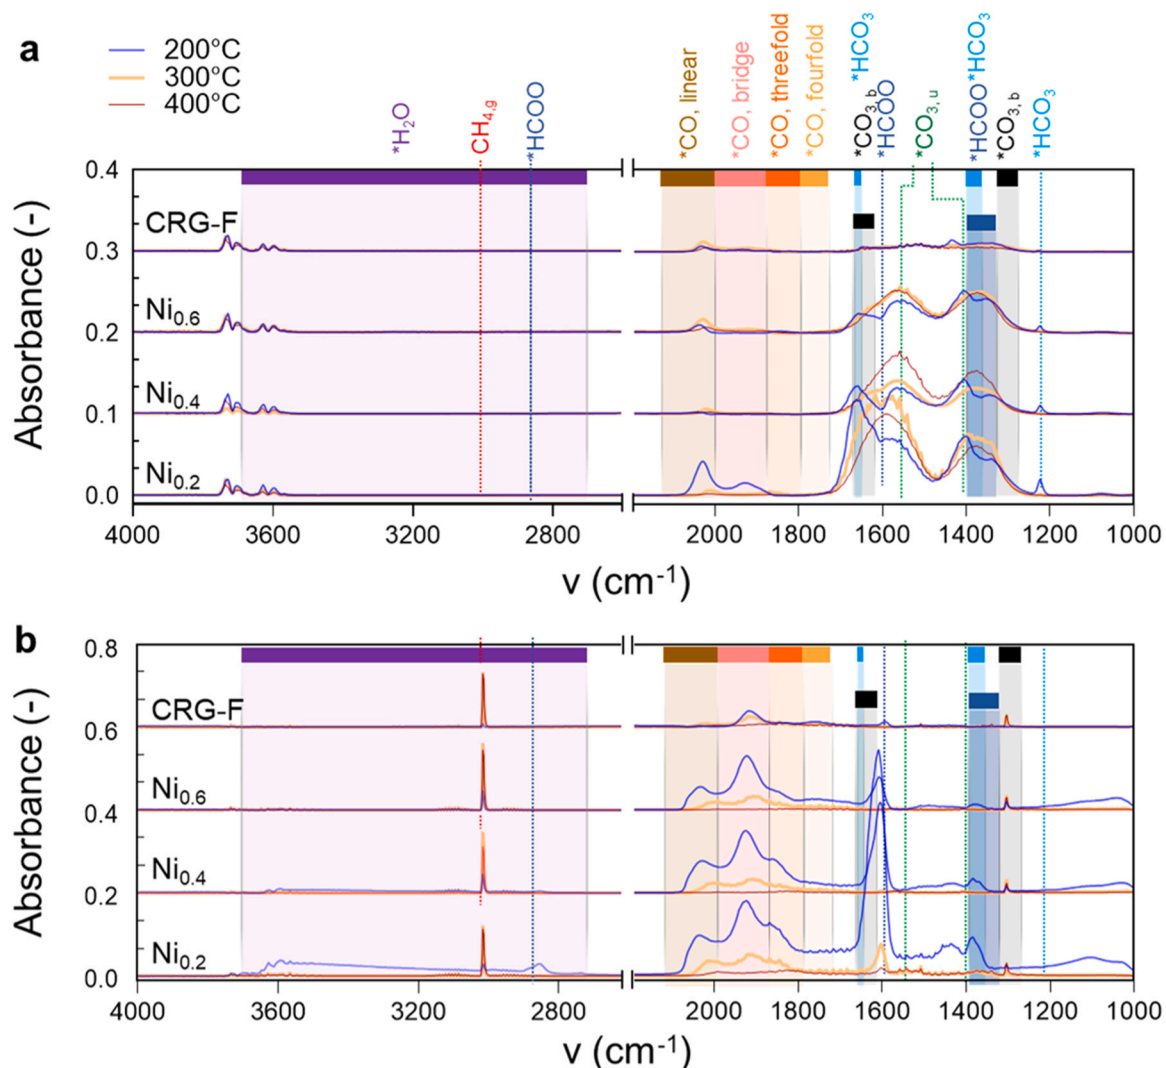 a
200°C
300°C
400°C
*H2O
CH4,g
*HCOO
*CO, linear
*CO, bridge
*CO, threefold
*CO, fourfold
*CO3, b
*HCO3
*HCOO
*CO3, u
*HCOO
*HCO3
*CO3, b
*HCO3
Absorbance (-)
0.4
0.3
0.2
0.1
0.0
CRG-F
Ni0.6
Ni0.4
Ni0.2
4000 3600 3200 2800 2000 1800 1600 1400 1200 1000
ν (cm-1)
b
Absorbance (-)
0.8
0.6
0.4
0.2
0.0
CRG-F
Ni0.6
Ni0.4
Ni0.2
4000 3600 3200 2800 2000 1800 1600 1400 1200 1000
ν (cm-1)